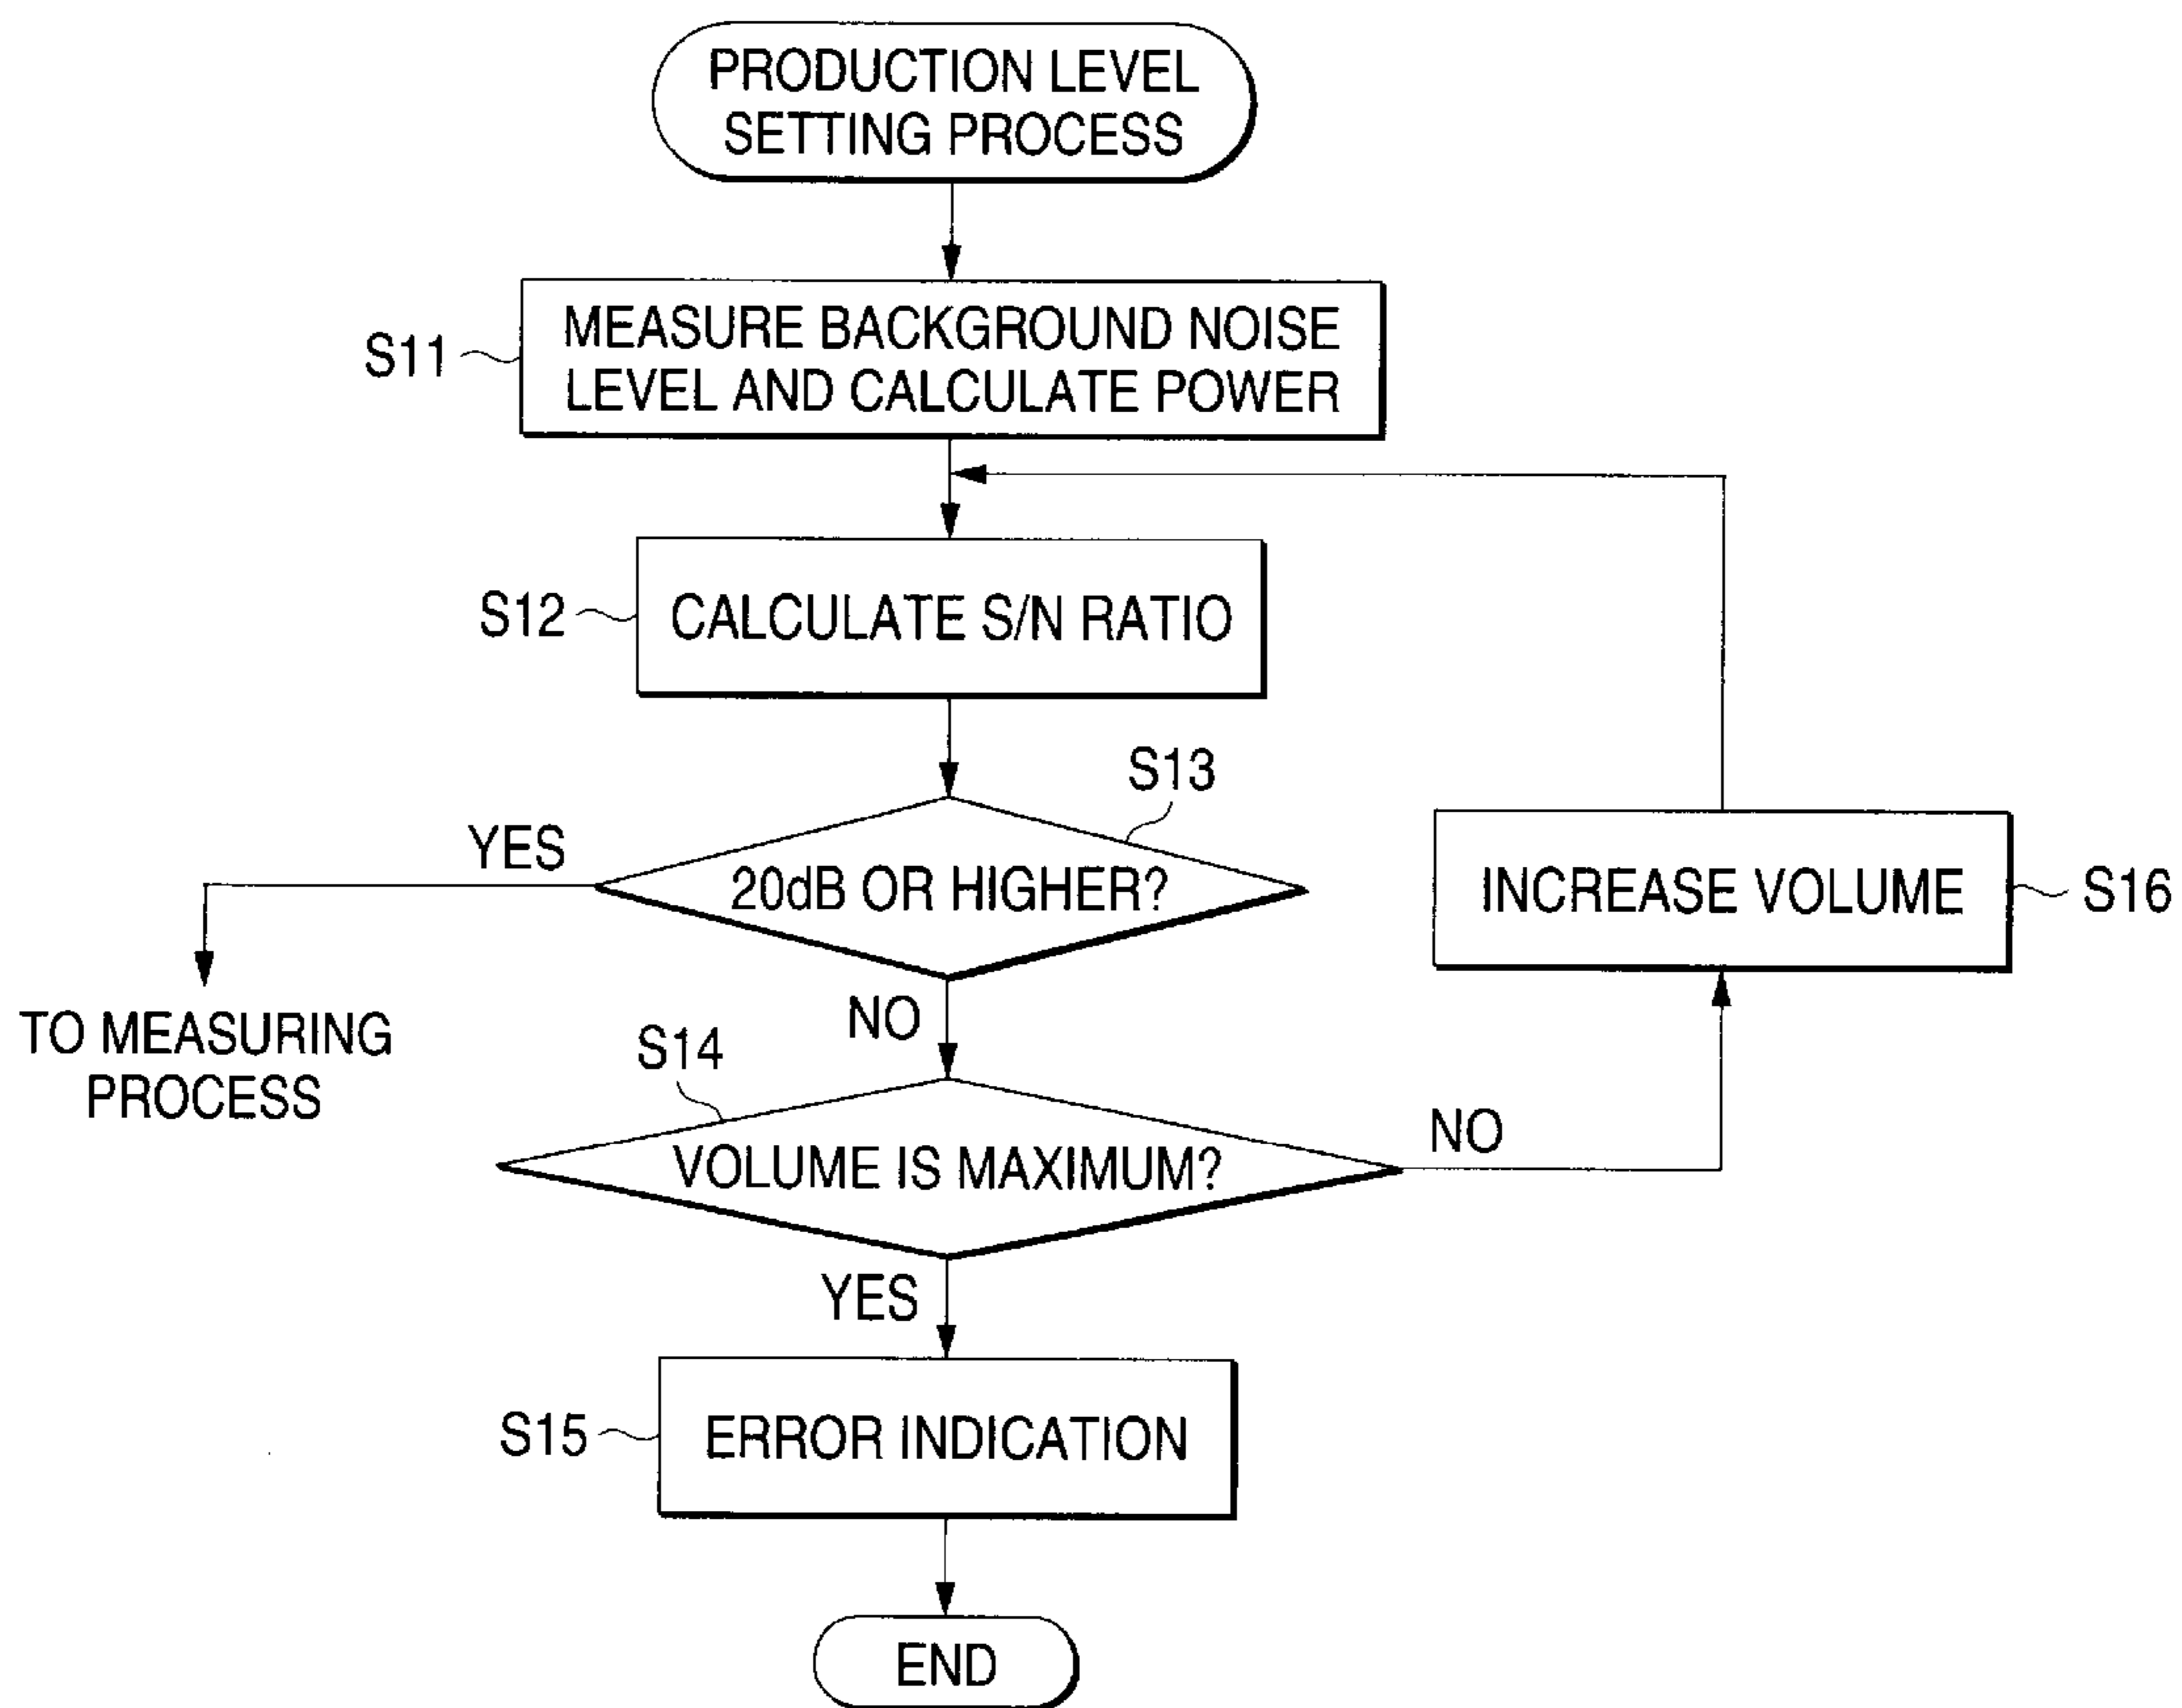 PRODUCTION LEVEL
SETTING PROCESS
S11
MEASURE BACKGROUND NOISE
LEVEL AND CALCULATE POWER
S12
CALCULATE S/N RATIO
S13
YES
20dB OR HIGHER?
INCREASE VOLUME
S16
TO MEASURING
PROCESS
NO
S14
VOLUME IS MAXIMUM?
NO
YES
S15
ERROR INDICATION
END